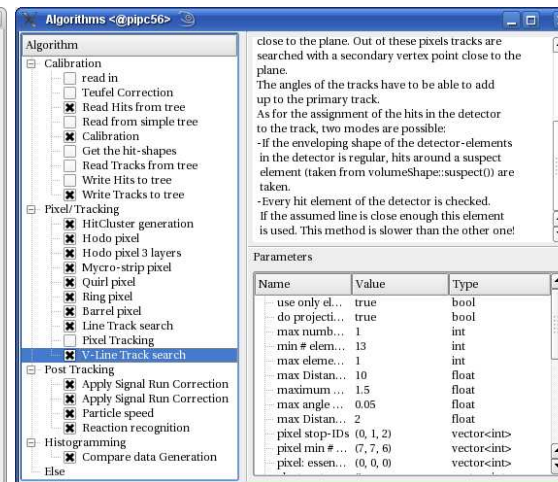 Algorithms <@pipc56>
Algorithm
Calibration
read in
Teufel Correction
Read Hits from tree
Read from simple tree
Calibration
Get the hit-shapes
Read Tracks from tree
Write Hits to tree
Write Tracks to tree
Pixel/Tracking
HitCluster generation
Hodo pixel
Hodo pixel 3 layers
Mycro-strip pixel
Quirl pixel
Ring pixel
Barrel pixel
Line Track search
Pixel Tracking
V-Line Track search
Post Tracking
Apply Signal Run Correction
Apply Signal Run Correction
Particle speed
Reaction recognition
Histogramming
Compare data Generation
Else
close to the plane. Out of these pixels tracks are
searched with a secondary vertex point close to the
plane.
The angles of the tracks have to be able to add
up to the primary track.
As for the assignment of the hits in the detector
to the track, two modes are possible:
-If the enveloping shape of the detector-elements
in the detector is regular, hits around a suspect
element (taken from volumeShape::suspect()) are
taken.
-Every hit element of the detector is checked.
If the assumed line is close enough this element
is used. This method is slower than the other one!
Parameters
Name Value Type
use only el... true bool
do projecti... true bool
max numb... 1 int
min # elem... 13 int
max eleme... 1 int
max Distan... 10 float
maximum ... 1.5 float
max angle ... 0.05 float
max Distan... 2 float
pixel stop-IDs (0, 1, 2) vector<int>
pixel min # ... (7, 7, 6) vector<int>
pixel: essen... (0, 0, 0) vector<int>